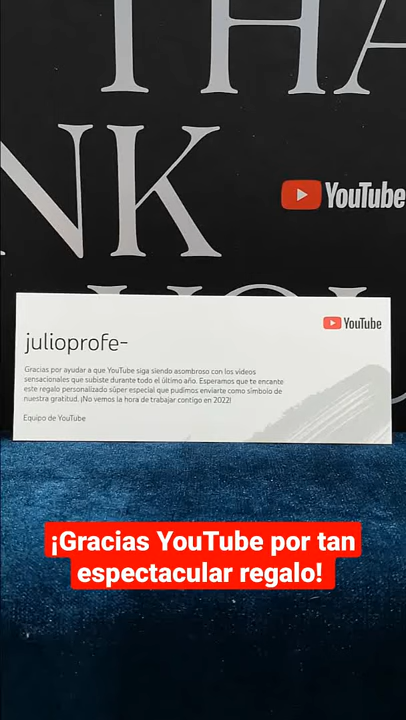 THA
NK
YOU
YouTube
YouTube
julioprofe-
Gracias por ayudar a que YouTube siga siendo asombroso con los videos
sensacionales que subiste durante todo el último año. Esperamos que te encante
este regalo personalizado súper especial que pudimos enviarte como símbolo de
nuestra gratitud. ¡No vemos la hora de trabajar contigo en 2022!
Equipo de YouTube
¡Gracias YouTube por tan
espectacular regalo!